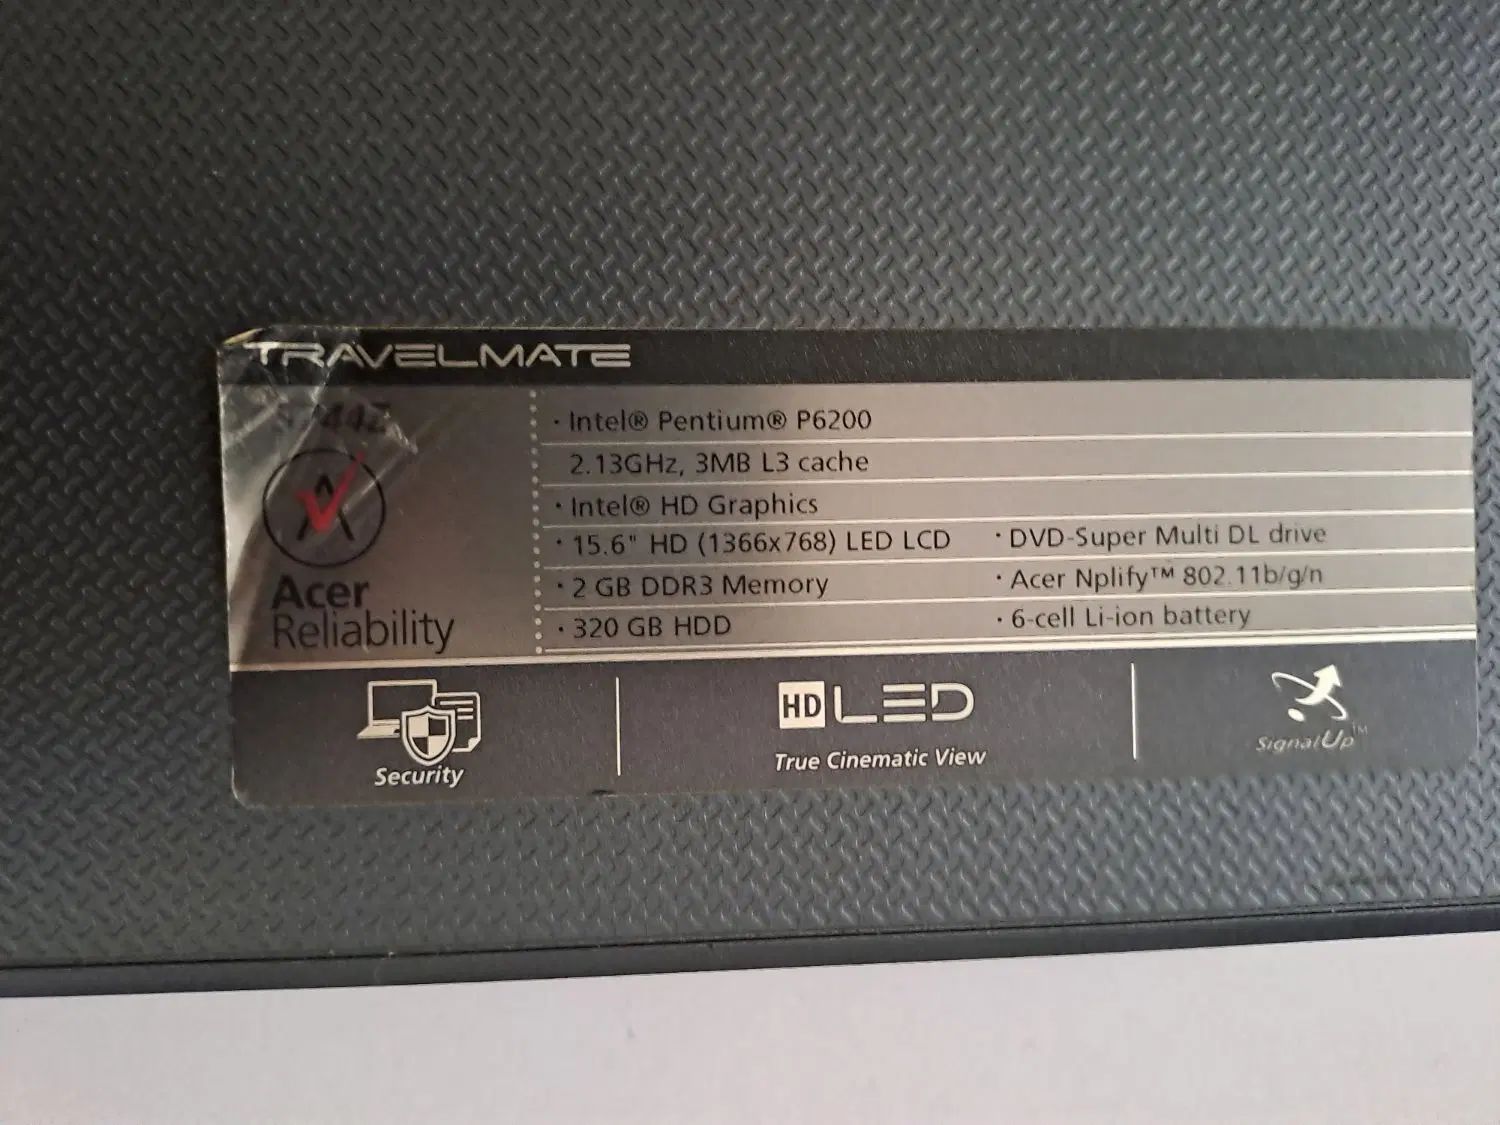 TRAVELMATE
· Intel® Pentium® P6200
2.13GHz, 3MB L3 cache
· Intel® HD Graphics
· 15.6" HD (1366x768) LED LCD
· 2 GB DDR3 Memory
· 320 GB HDD
· DVD-Super Multi DL drive
· Acer Nplify™ 802.11b/g/n
· 6-cell Li-ion battery
Acer
Reliability
Security
HD LED
True Cinematic View
SignalUp™